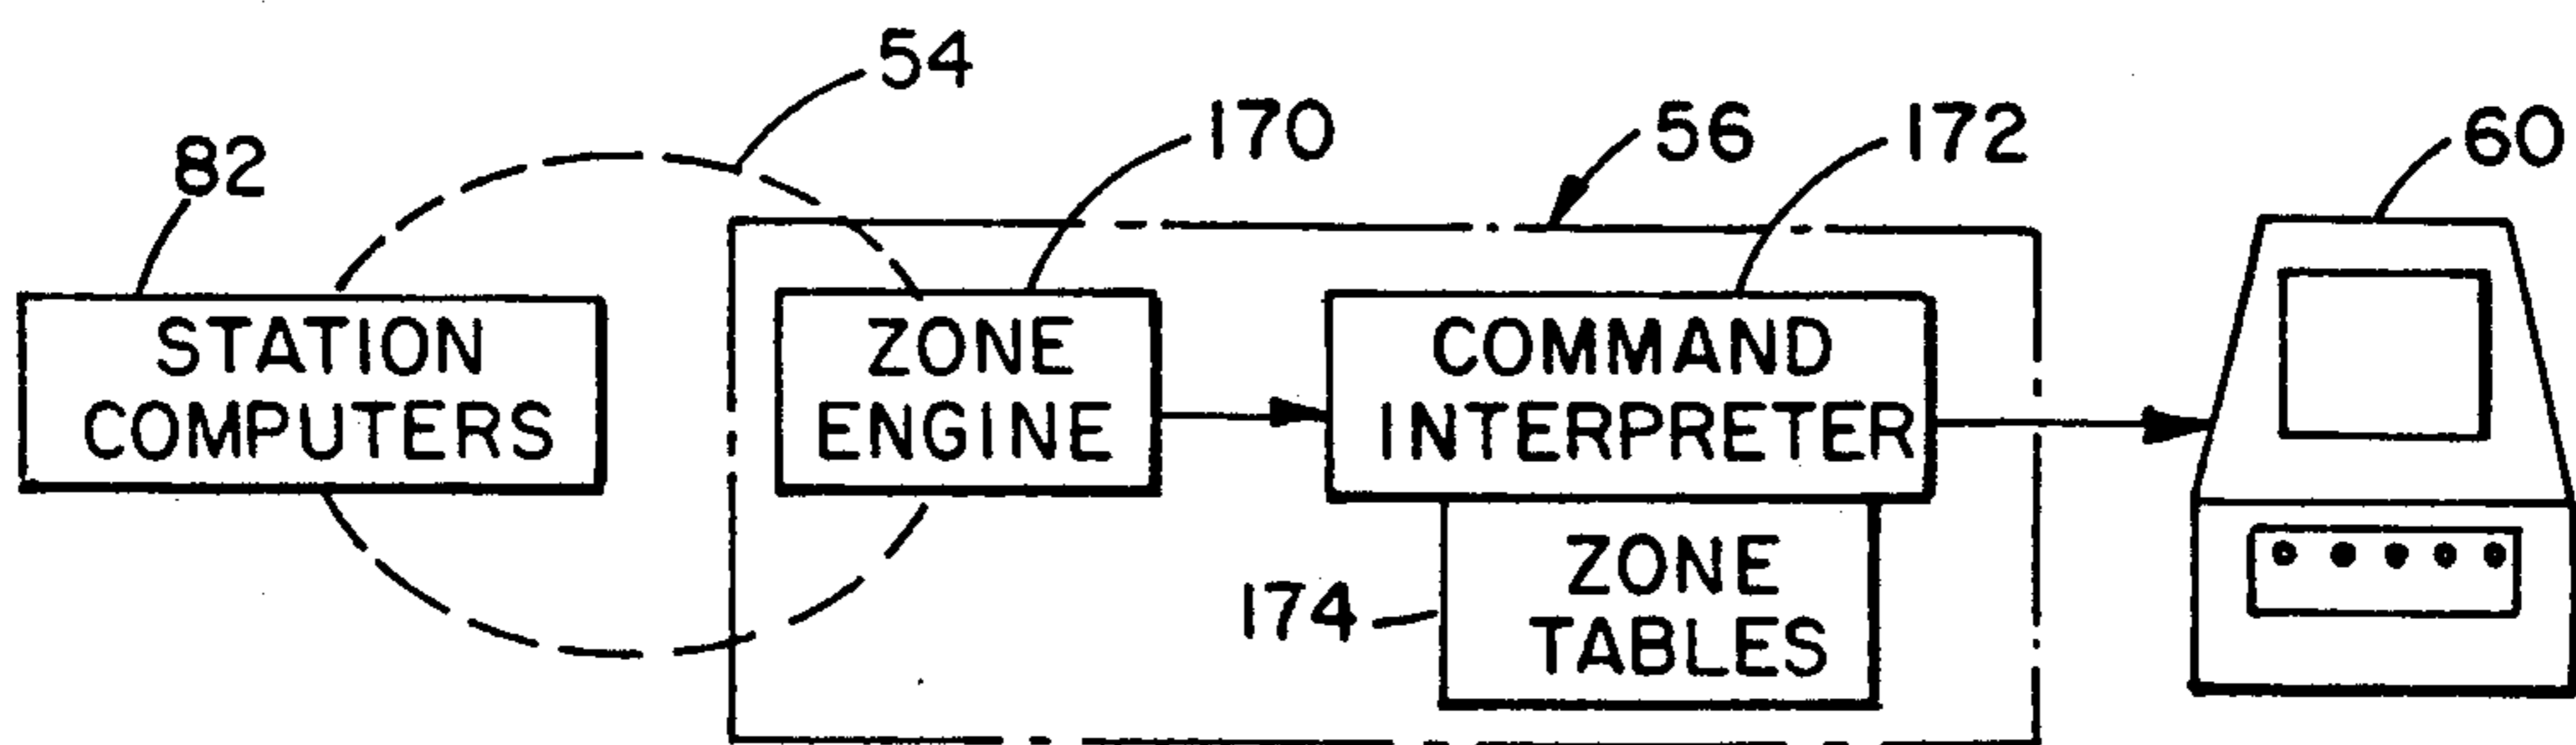 54
170
56
172
60
82
STATION
COMPUTERS
ZONE
ENGINE
COMMAND
INTERPRETER
174
ZONE
TABLES